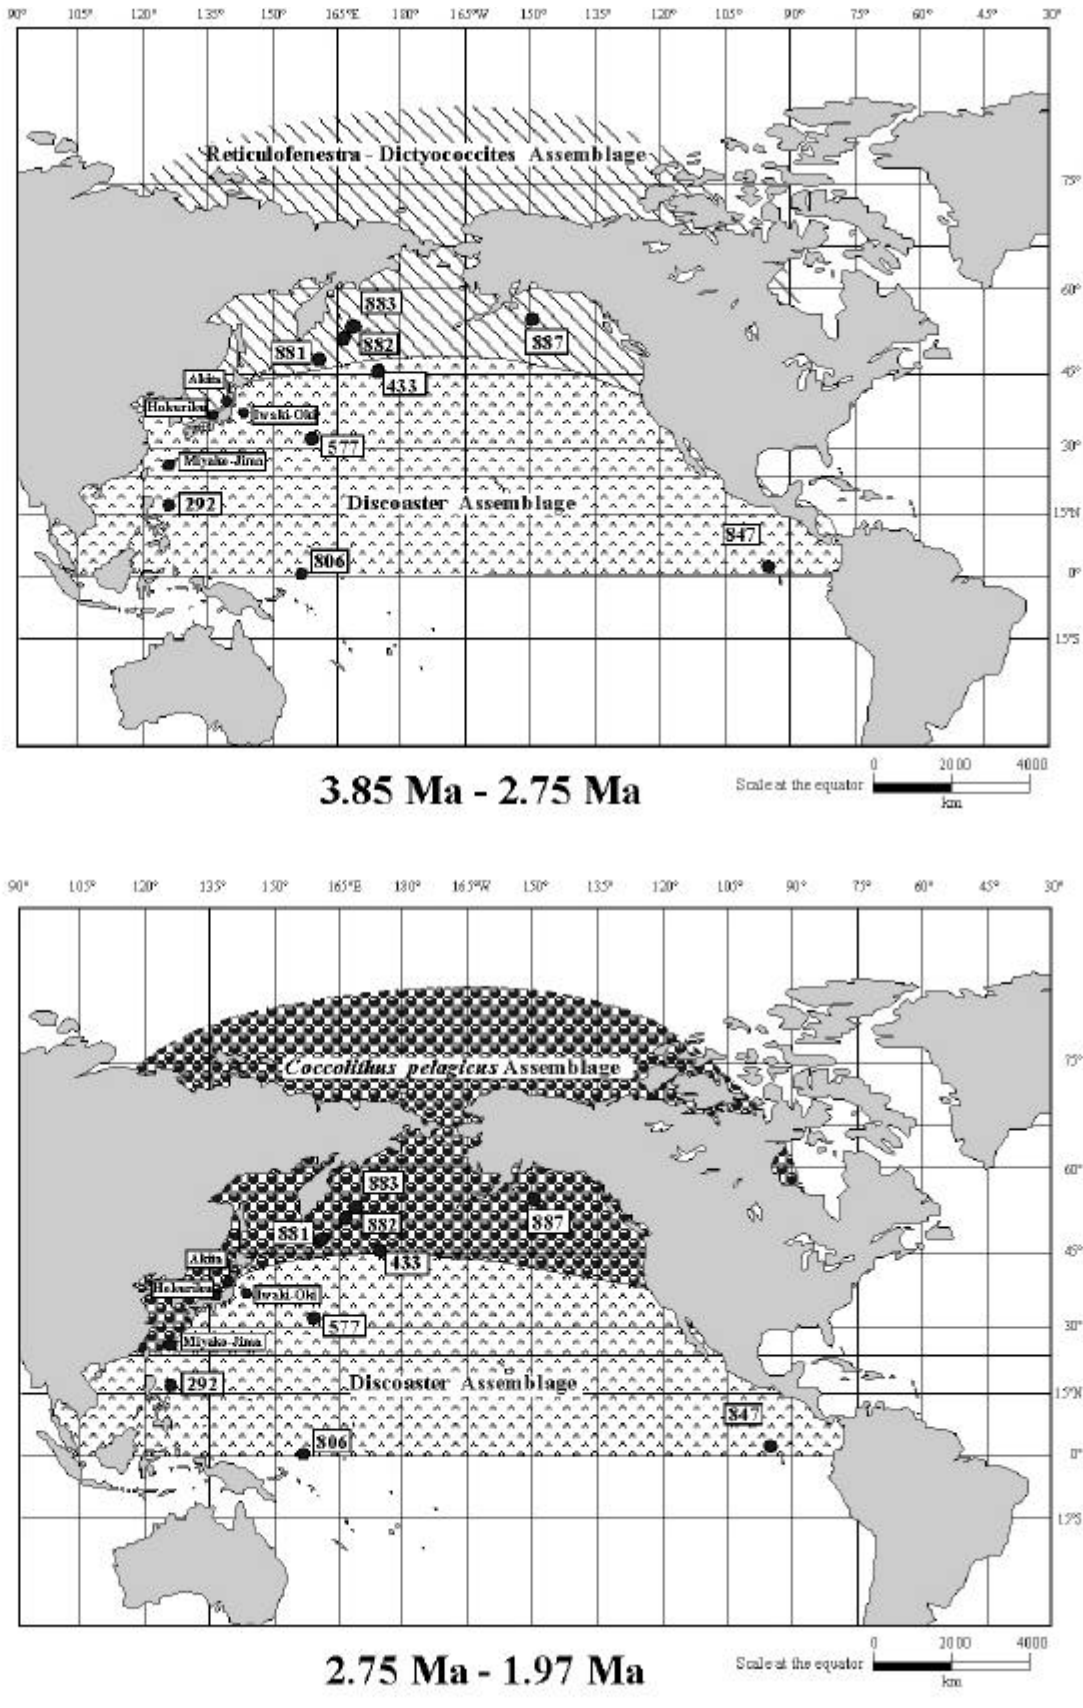 90° 105° 120° 135° 150° 165°E 180° 165°W 150° 135° 120° 105° 90° 75° 60° 45° 30°
Reticulofenestra - Dictyococcites Assemblage
75°
60°
883
887
882
881
45°
433
Akita
Hokuriku
Iwaki-Oki
577
30°
Miyako-Jima
292
Discoaster Assemblage
15°N
847
806
0°
15°S
3.85 Ma - 2.75 Ma
Scale at the equator
0 2000 4000
km
90° 105° 120° 135° 150° 165°E 180° 165°W 150° 135° 120° 105° 90° 75° 60° 45° 30°
Coccolithus pelagicus Assemblage
75°
60°
883
887
882
881
45°
433
Akita
Hokuriku
Iwaki-Oki
577
30°
Miyako-Jima
292
Discoaster Assemblage
15°N
847
806
0°
15°S
2.75 Ma - 1.97 Ma
Scale at the equator
0 2000 4000
km